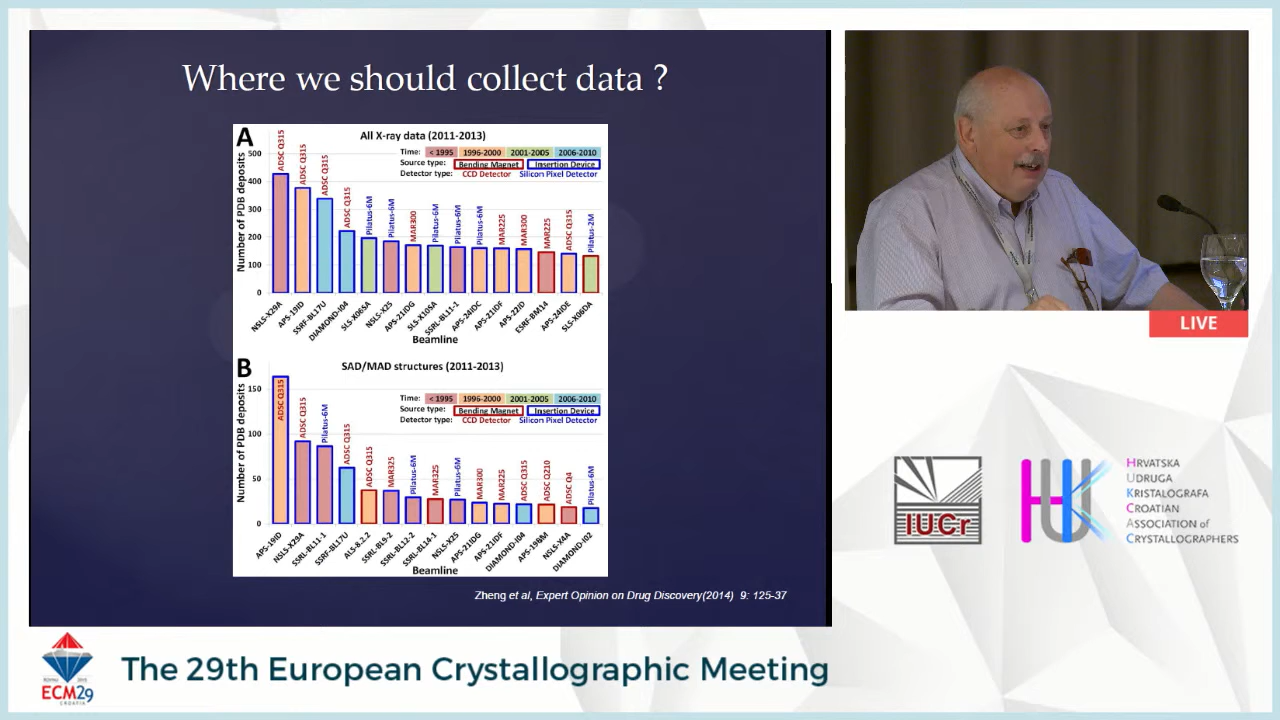 Where we should collect data ?
A
All X-ray data (2011-2013)
Time: < 1995 1996-2000 2001-2005 2006-2010
Source type: Bending Magnet Insertion Device
Detector type: CCD Detector Silicon Pixel Detector
Number of PDB deposits
500
400
300
200
100
0
ADSC Q315
ADSC Q315
ADSC Q315
ADSC Q315
Pilatus-6M
Pilatus-6M
MAR300
Pilatus-6M
Pilatus-6M
Pilatus-6M
MAR225
MAR300
MAR225
ADSC Q315
Pilatus-2M
NSLS-X29A
APS-19ID
SSRF-BL17U
DIAMOND-I04
SLS-X06SA
NSLS-X25
APS-21IDG
SLS-X10SA
SSRL-BL11-1
APS-24IDC
APS-21IDF
APS-22ID
ESRF-BM14
APS-24IDE
SLS-X06DA
Beamline
B
SAD/MAD structures (2011-2013)
Time: < 1995 1996-2000 2001-2005 2006-2010
Source type: Bending Magnet Insertion Device
Detector type: CCD Detector Silicon Pixel Detector
Number of PDB deposits
150
100
50
0
ADSC Q315
ADSC Q315
Pilatus-6M
ADSC Q315
ADSC Q315
MAR325
Pilatus-6M
MAR325
Pilatus-6M
MAR300
MAR225
ADSC Q315
ADSC Q210
ADSC Q4
Pilatus-6M
APS-19ID
NSLS-X29A
SSRL-BL11-1
SSRF-BL17U
ALS-8.2.2
SSRL-BL9-2
SSRL-BL12-2
SSRL-BL14-1
NSLS-X25
APS-21IDG
APS-21IDF
DIAMOND-I04
APS-19BM
NSLS-X4A
DIAMOND-I02
Beamline
Zheng et al, Expert Opinion on Drug Discovery(2014) 9: 125-37
LIVE
IUCr
HUK
HRVATSKA
UDRUGA
KRISTALOGRAFA
CROATIAN
ASSOCIATION of
CRYSTALLOGRAPHERS
ECM29
CROATIA
The 29th European Crystallographic Meeting